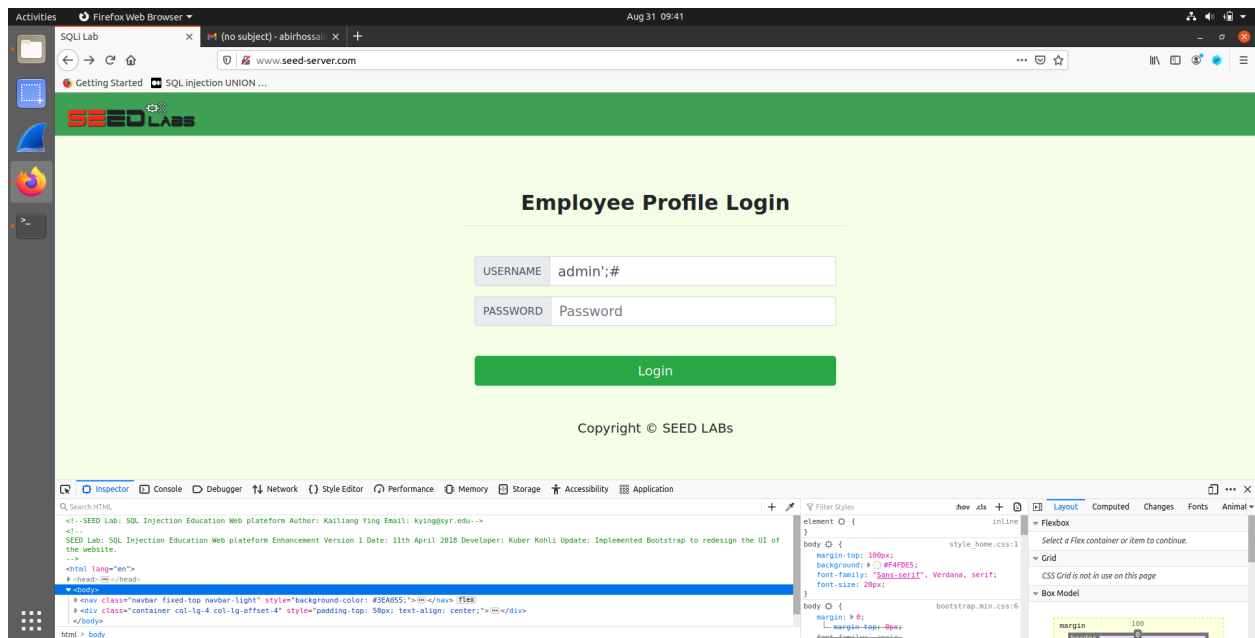 Activities Firefox Web Browser Aug 31 09:41
SQLi Lab (no subject) - abirhossain
www.seed-server.com
Getting Started SQL injection UNION ...
SEED LABS
Employee Profile Login
USERNAME admin';#
PASSWORD Password
Login
Copyright © SEED LABs
Inspector Console Debugger Network {} Style Editor Performance Memory Storage Accessibility Application
Search HTML
<!--SEED Lab: SQL Injection Education Web plateform Author: Kailiang Ying Email: kying@syr.edu-->
<!--
SEED Lab: SQL Injection Education Web plateform Enhancement Version 1 Date: 11th April 2018 Developer: Kuber Kohli Update: Implemented Bootstrap to redesign the UI of
the website.
-->
<html lang="en">
<head> </head>
<body>
<nav class="navbar fixed-top navbar-light" style="background-color: #3EA055;"> </nav> flex
<div class="container col-lg-4 col-lg-offset-4" style="padding-top: 50px; text-align: center;"> </div>
</body>
html > body
Filter Styles :hov .cls
element { inline
}
body { style_home.css:1
margin-top: 100px;
background: #F4FDE5;
font-family: "Sans-serif", Verdana, serif;
font-size: 20px;
}
body { bootstrap.min.css:6
margin: 0;
margin-top: 0px;
Layout Computed Changes Fonts Animat
Flexbox
Select a Flex container or item to continue.
Grid
CSS Grid is not in use on this page
Box Model
margin 100
0